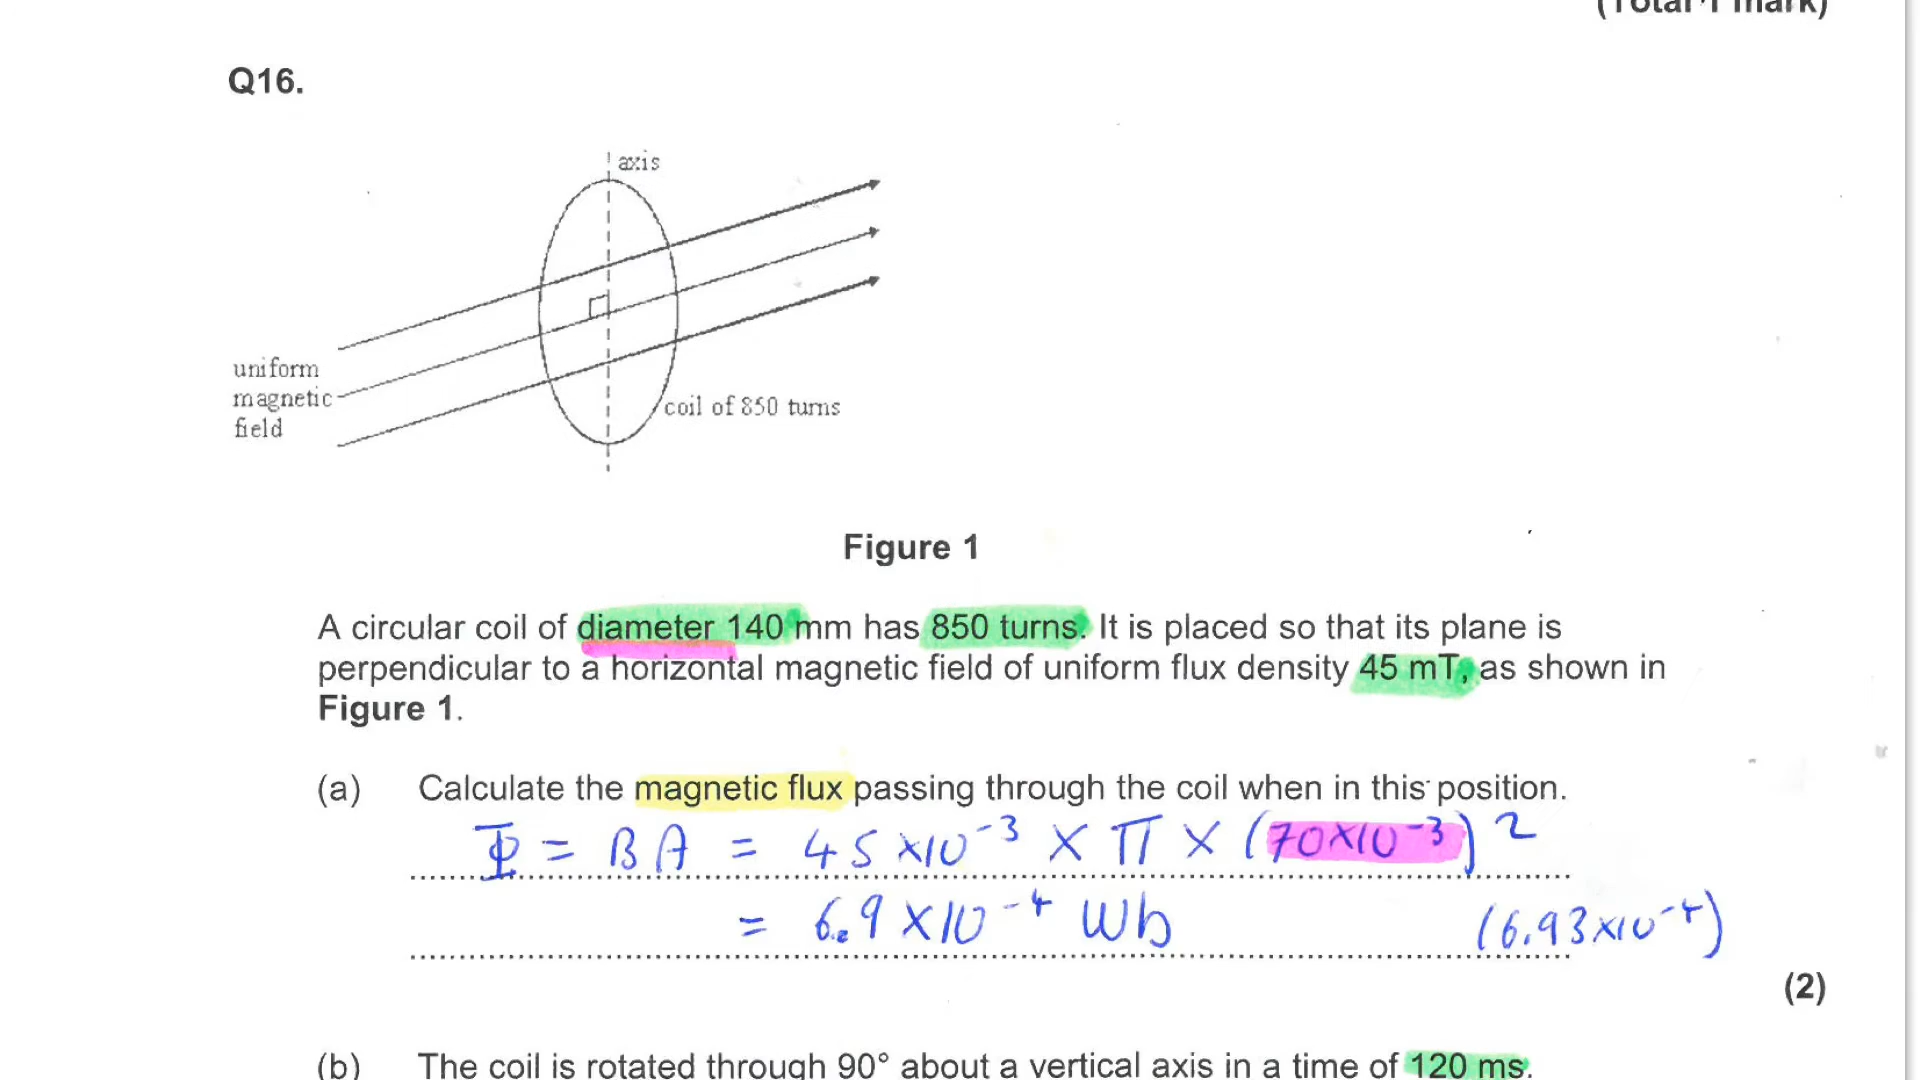 (Total 1 mark)
Q16.
axis
uniform
magnetic
field
coil of 850 turns
Figure 1
A circular coil of diameter 140 mm has 850 turns. It is placed so that its plane is
perpendicular to a horizontal magnetic field of uniform flux density 45 mT, as shown in
Figure 1.
(a) Calculate the magnetic flux passing through the coil when in this position.
Φ = BA = 45 ×10⁻³ × π × (70×10⁻³)²
= 6.9 ×10⁻⁴ Wb (6.93×10⁻⁴)
(2)
(b) The coil is rotated through 90° about a vertical axis in a time of 120 ms.